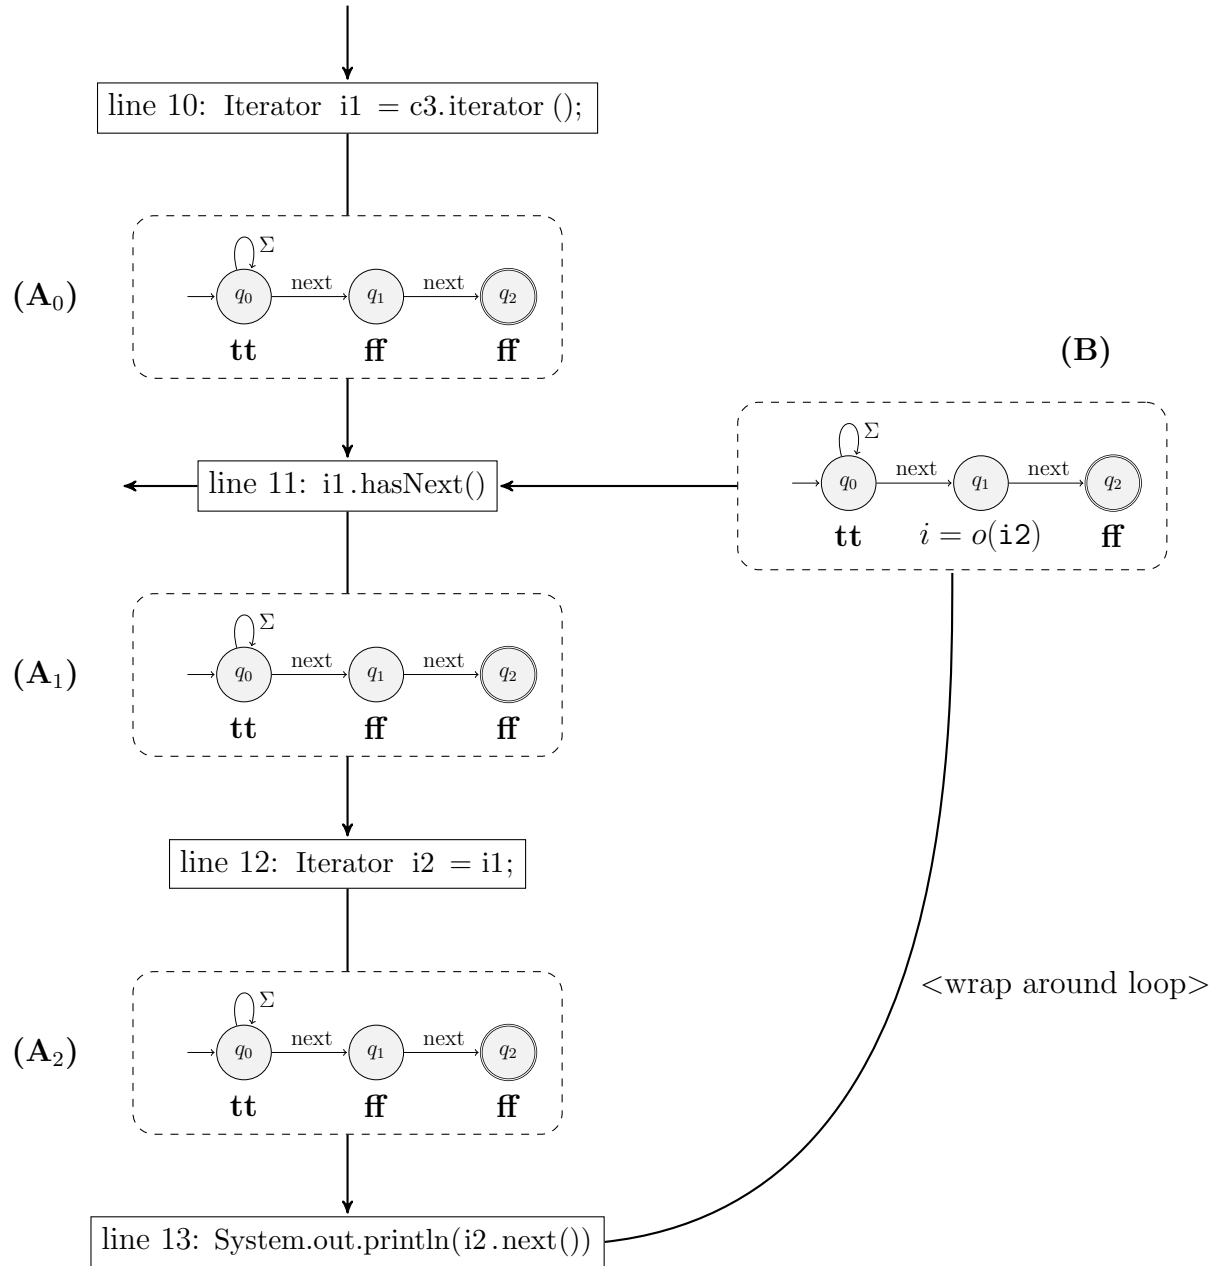 line 10: Iterator i1 = c3.iterator ();
(A₀)
Σ
q₀ next q₁ next q₂
tt ff ff
(B)
Σ
q₀ next q₁ next q₂
tt i = o(i2) ff
line 11: i1.hasNext()
(A₁)
Σ
q₀ next q₁ next q₂
tt ff ff
line 12: Iterator i2 = i1;
<wrap around loop>
(A₂)
Σ
q₀ next q₁ next q₂
tt ff ff
line 13: System.out.println(i2.next())